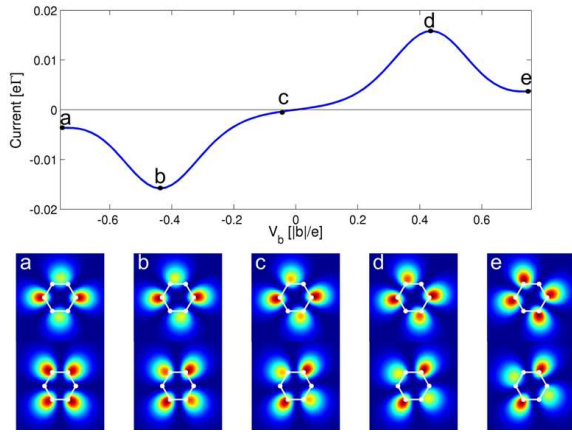 0.02
d
0.01
e
c
0
a
-0.01
b
-0.02
-0.6 -0.4 -0.2 0 0.2 0.4 0.6
Current [eΓ]
V_b [|b|/e]
a b c d e